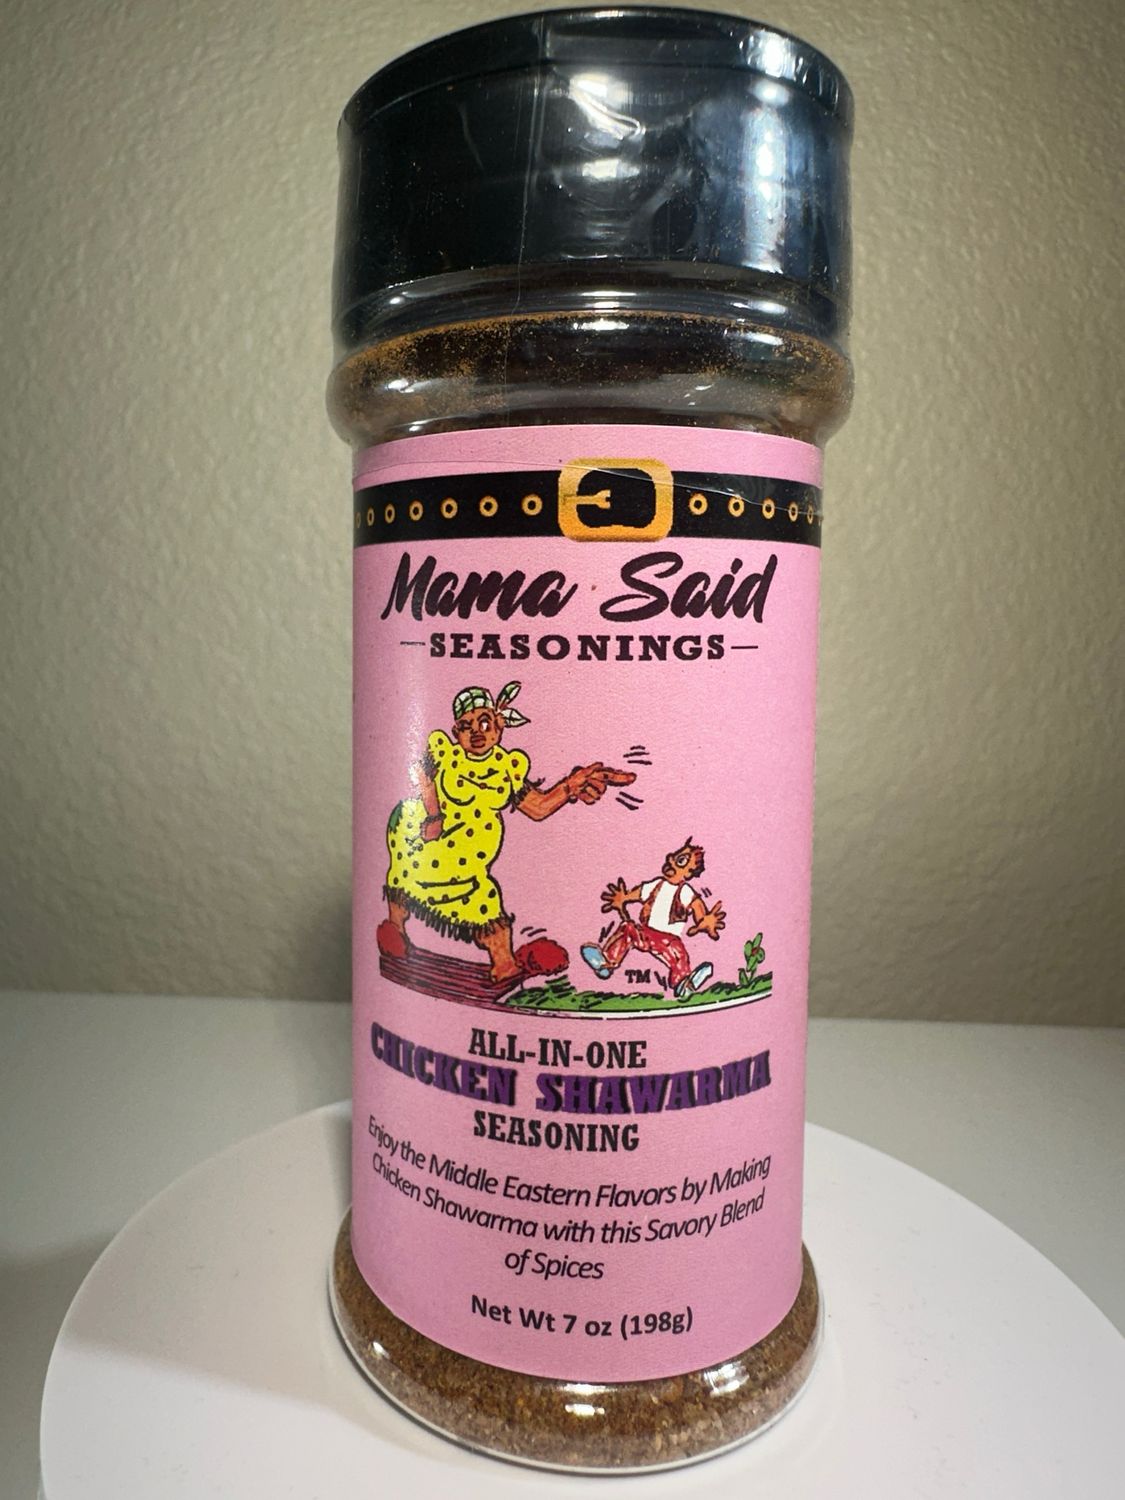 Mama Said
SEASONINGS
TM
ALL-IN-ONE
CHICKEN SHAWARMA
SEASONING
Enjoy the Middle Eastern Flavors by Making
Chicken Shawarma with this Savory Blend
of Spices
Net Wt 7 oz (198g)